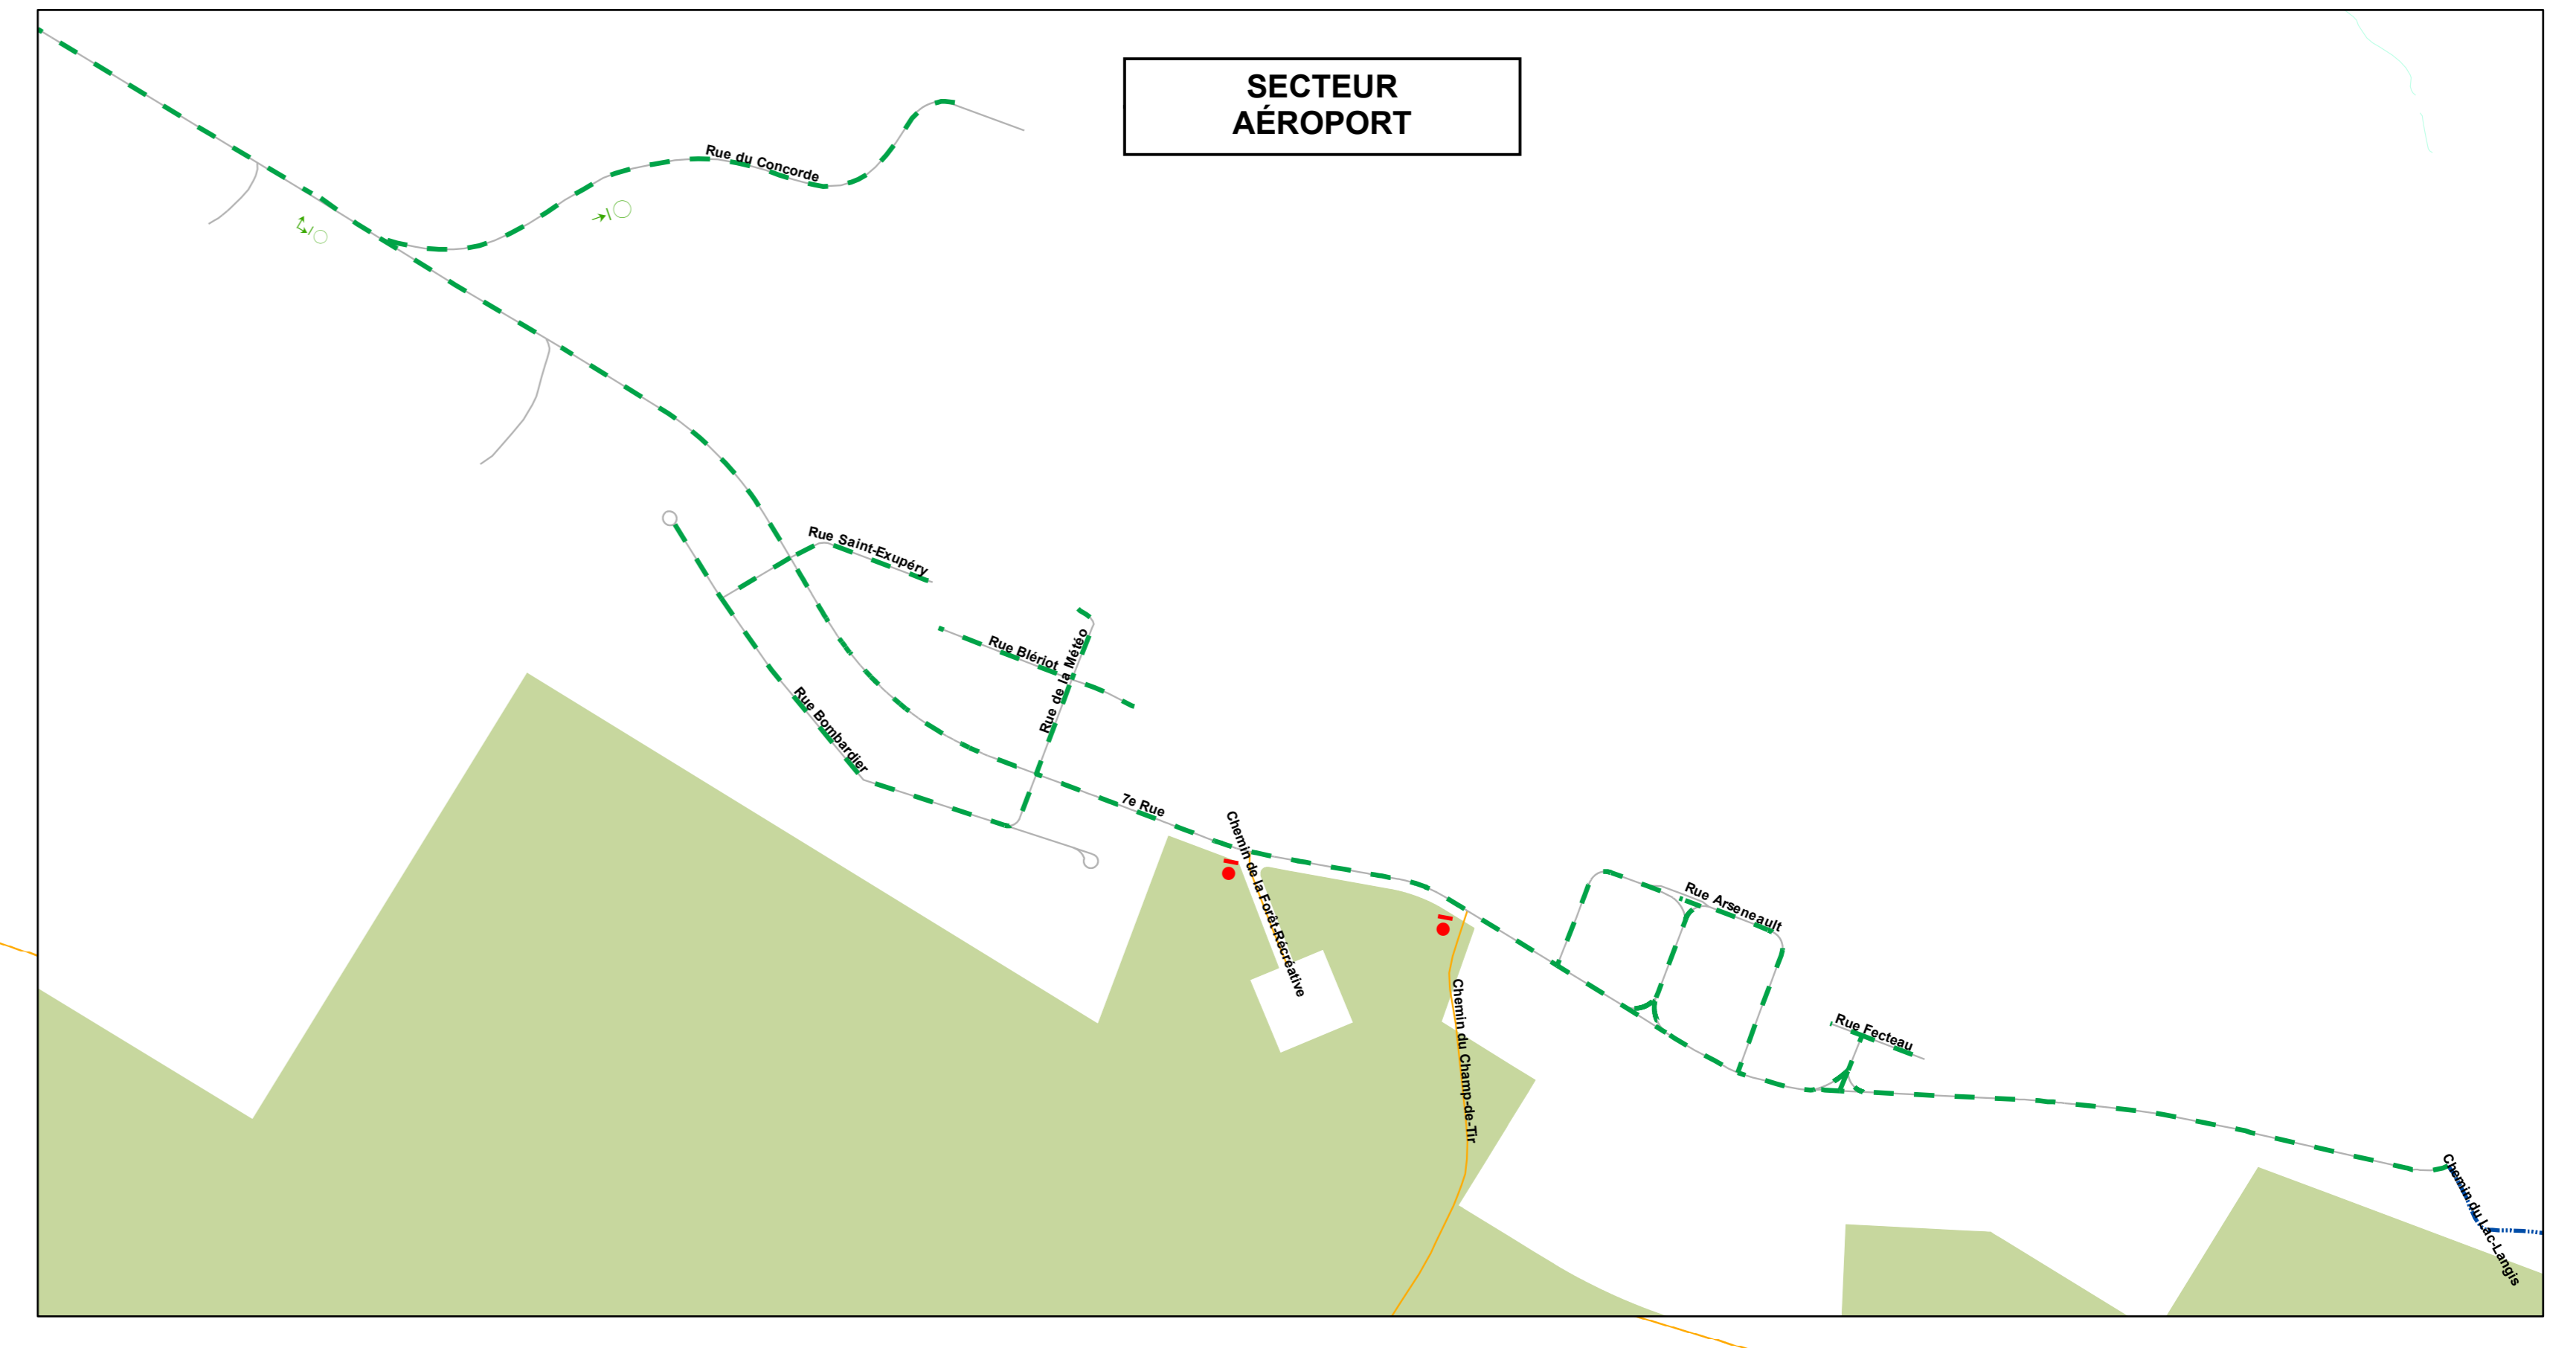 SECTEUR
AÉROPORT
Rue du Concorde
Rue Saint-Exupéry
Rue Blériot
Rue de la Météo
Rue Bombardier
7e Rue
Chemin de la Forêt-Récréative
Rue Arseneault
Chemin du Champ-de-Tir
Rue Fecteau
Chemin du Lac-Langis